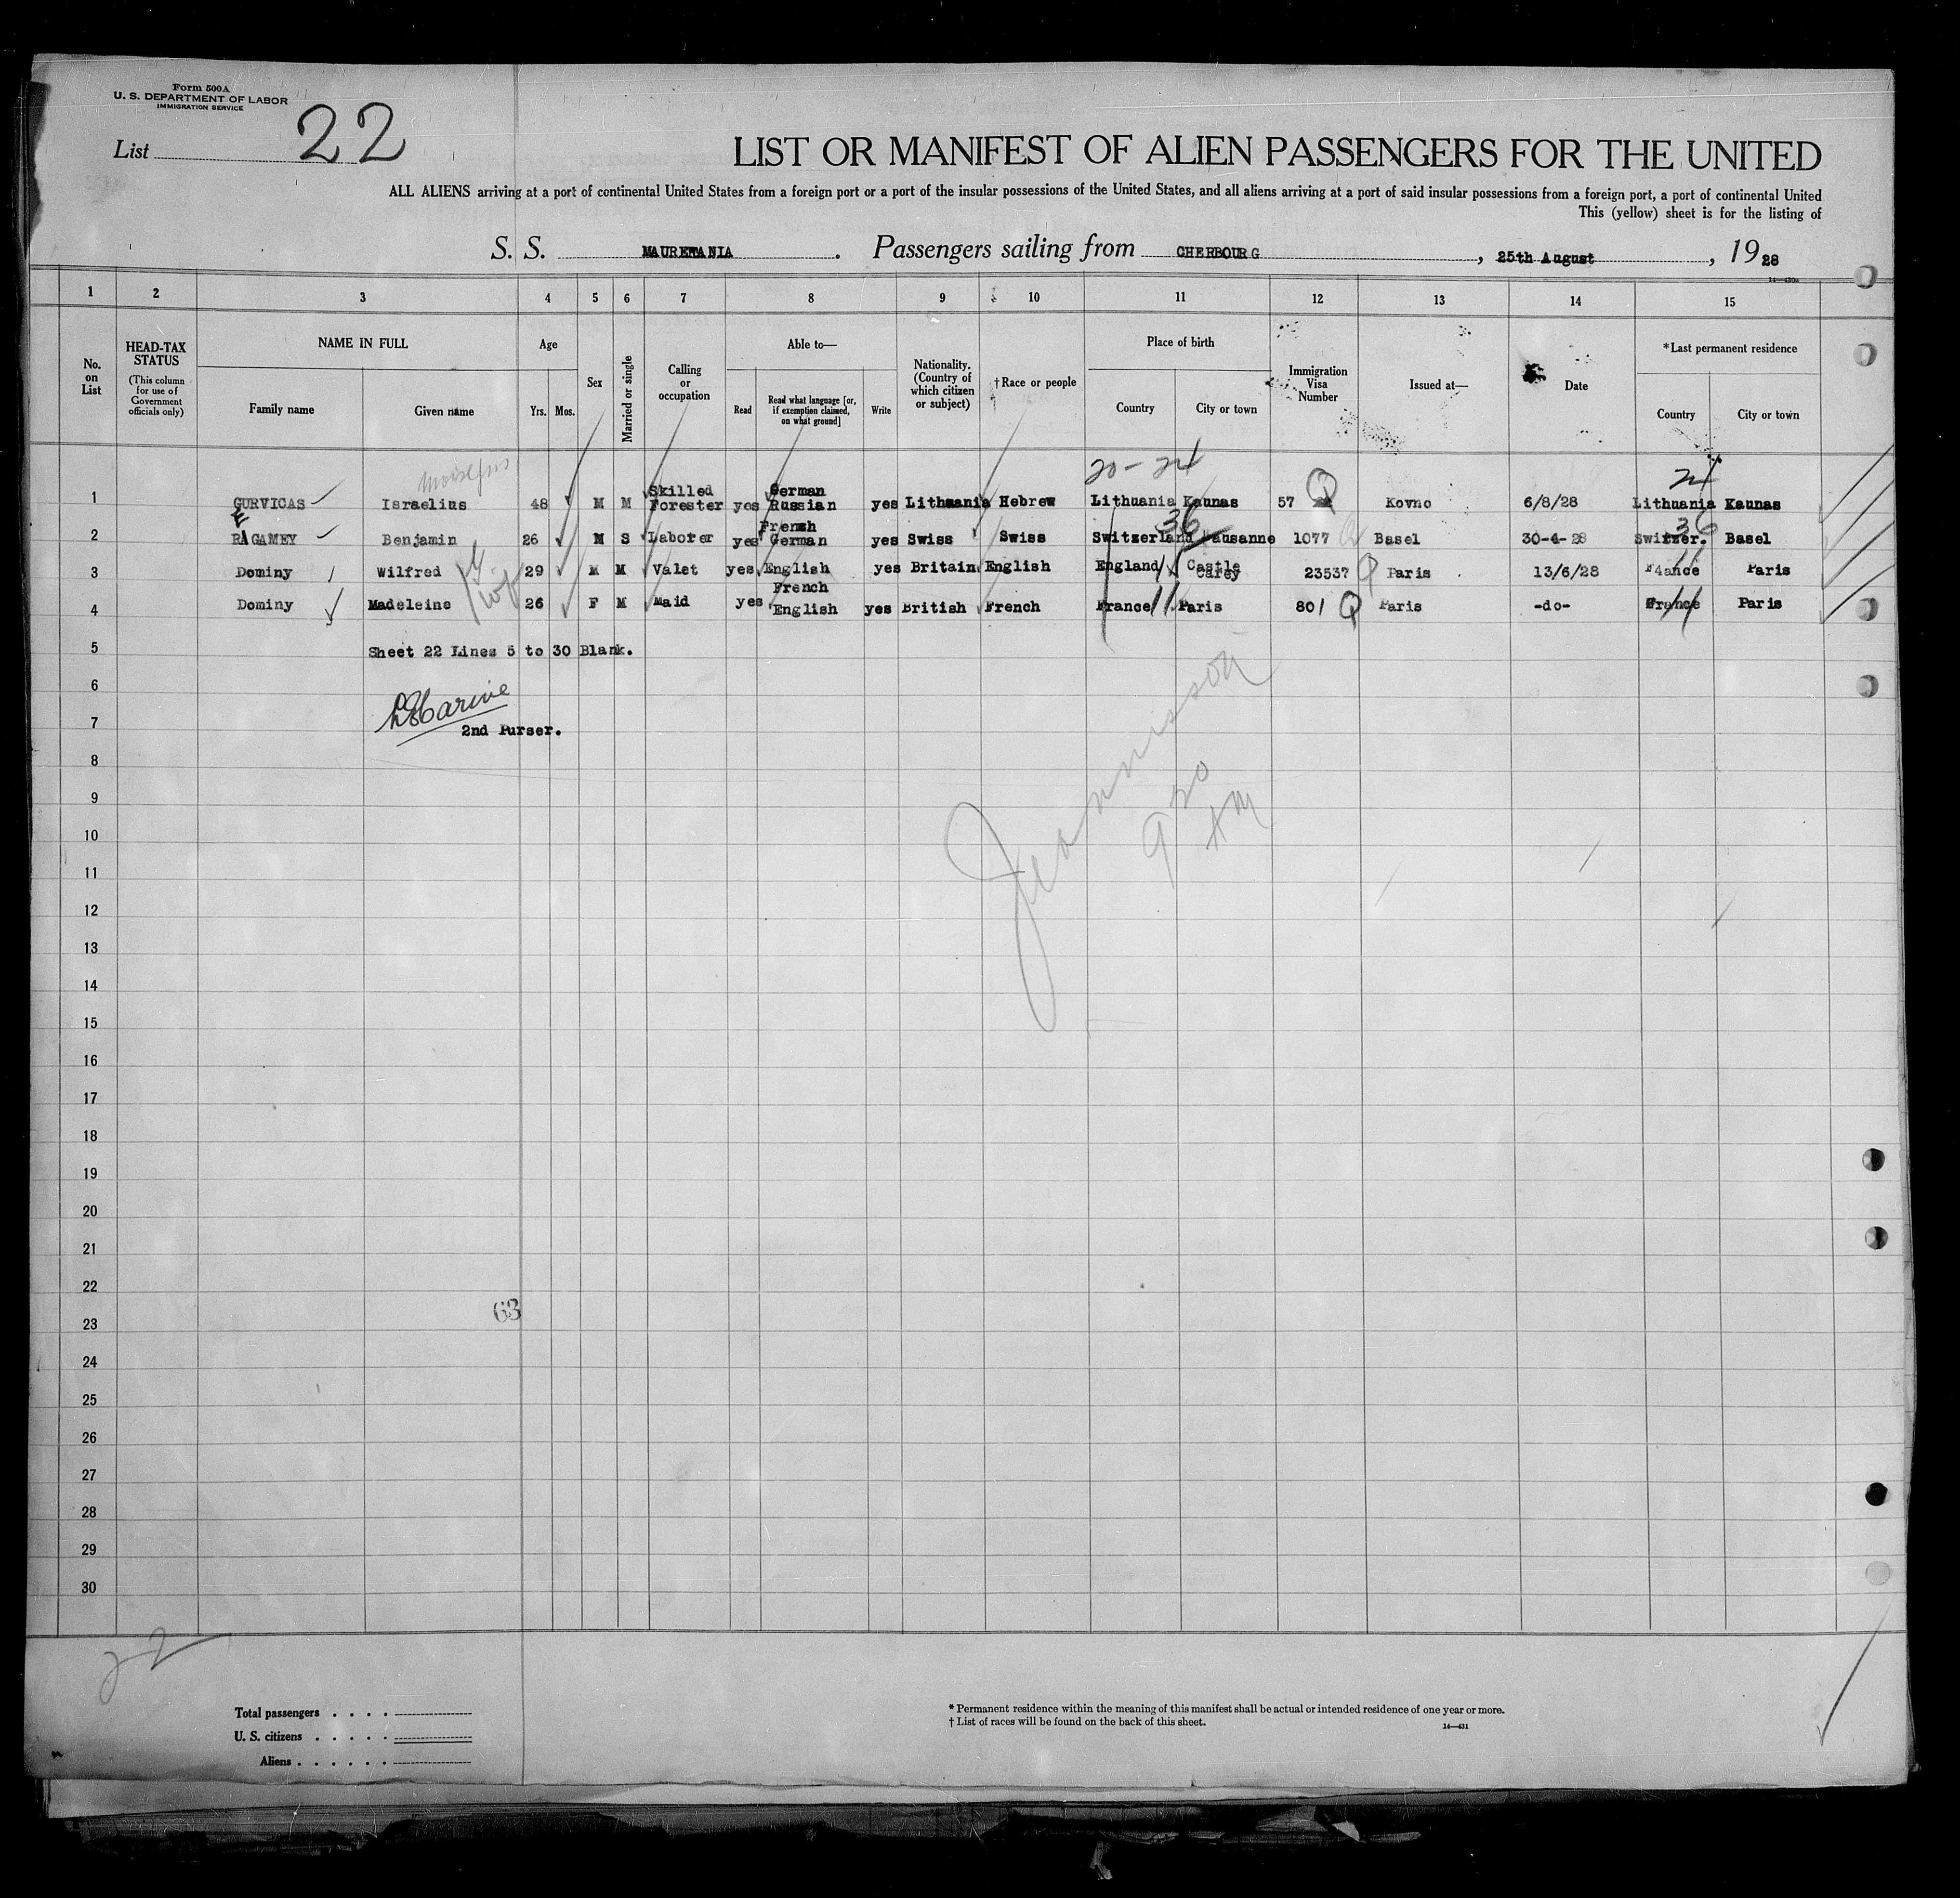 Form 500A
U. S. DEPARTMENT OF LABOR
IMMIGRATION SERVICE
List 22
LIST OR MANIFEST OF ALIEN PASSENGERS FOR THE UNITED
ALL ALIENS arriving at a port of continental United States from a foreign port or a port of the insular possessions of the United States, and all aliens arriving at a port of said insular possessions from a foreign port, a port of continental United
This (yellow) sheet is for the listing of
S. S. MAURETANIA . Passengers sailing from CHERBOURG , 25th August , 1928
14—430a
1 2 3 4 5 6 7 8 9 10 11 12 13 14 15
No. on List
HEAD-TAX STATUS
(This column for use of Government officials only)
NAME IN FULL
Family name Given name
Age
Yrs. Mos.
Sex
Married or single
Calling or occupation
Able to—
Read Read what language [or, if exemption claimed, on what ground] Write
Nationality. (Country of which citizen or subject)
†Race or people
Place of birth
Country City or town
Immigration Visa Number
Issued at—
Date
*Last permanent residence
Country City or town
20 - 24 24
1 GURVICAS Israelius 48 M M Skilled Forester yes German Russian yes Lithuania Hebrew Lithuania Kaunas 57 Q Kovno 6/8/28 Lithuania Kaunas
E
36 36
2 RAGAMEY Benjamin 26 M S Laborer yes French German yes Swiss Swiss Switzerland Lausanne 1077 Q Basel 30-4-28 Switzer. Basel
3 Dominy Wilfred 29 M M Valet yes English yes Britain English England 11 Castle Carey 23537 Q Paris 13/6/28 France 11 Paris
wife
4 Dominy Madeleine 26 F M Maid yes French English yes British French France 11 Paris 801 Q Paris -do- France 11 Paris
5 Sheet 22 Lines 5 to 30 Blank.
6
7 2nd Purser.
8
9
10
11
12
13
14
15
16
17
18
19
20
21
22
23
24
25
26
27
28
29
30
63
22
Total passengers . . . .
U. S. citizens . . . . .
Aliens . . . . . .
* Permanent residence within the meaning of this manifest shall be actual or intended residence of one year or more.
† List of races will be found on the back of this sheet.
14—431